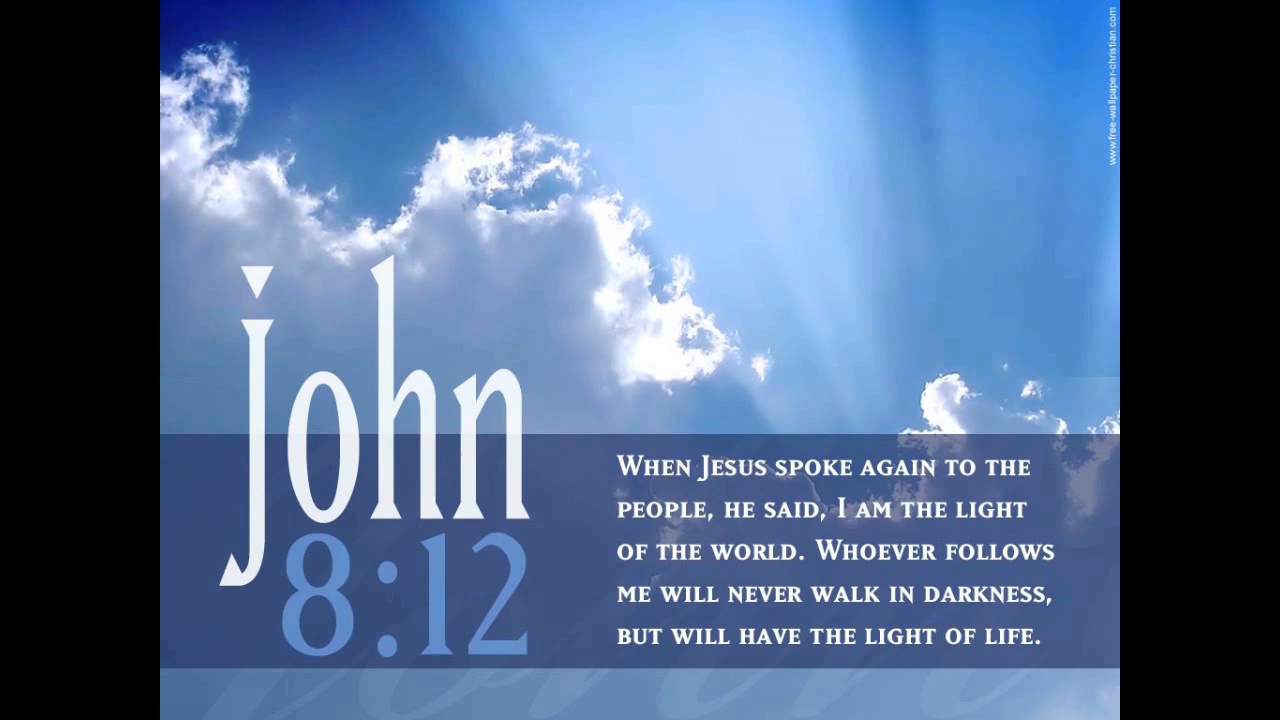 www.free-wallpaper-christian.com
john
8:12
When Jesus spoke again to the
people, he said, I am the light
of the world. Whoever follows
me will never walk in darkness,
but will have the light of life.